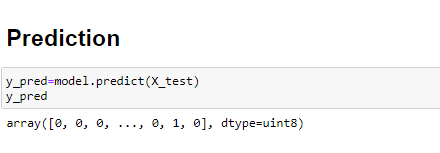 Prediction
y_pred=model.predict(X_test)
y_pred
array([0, 0, 0, ..., 0, 1, 0], dtype=uint8)